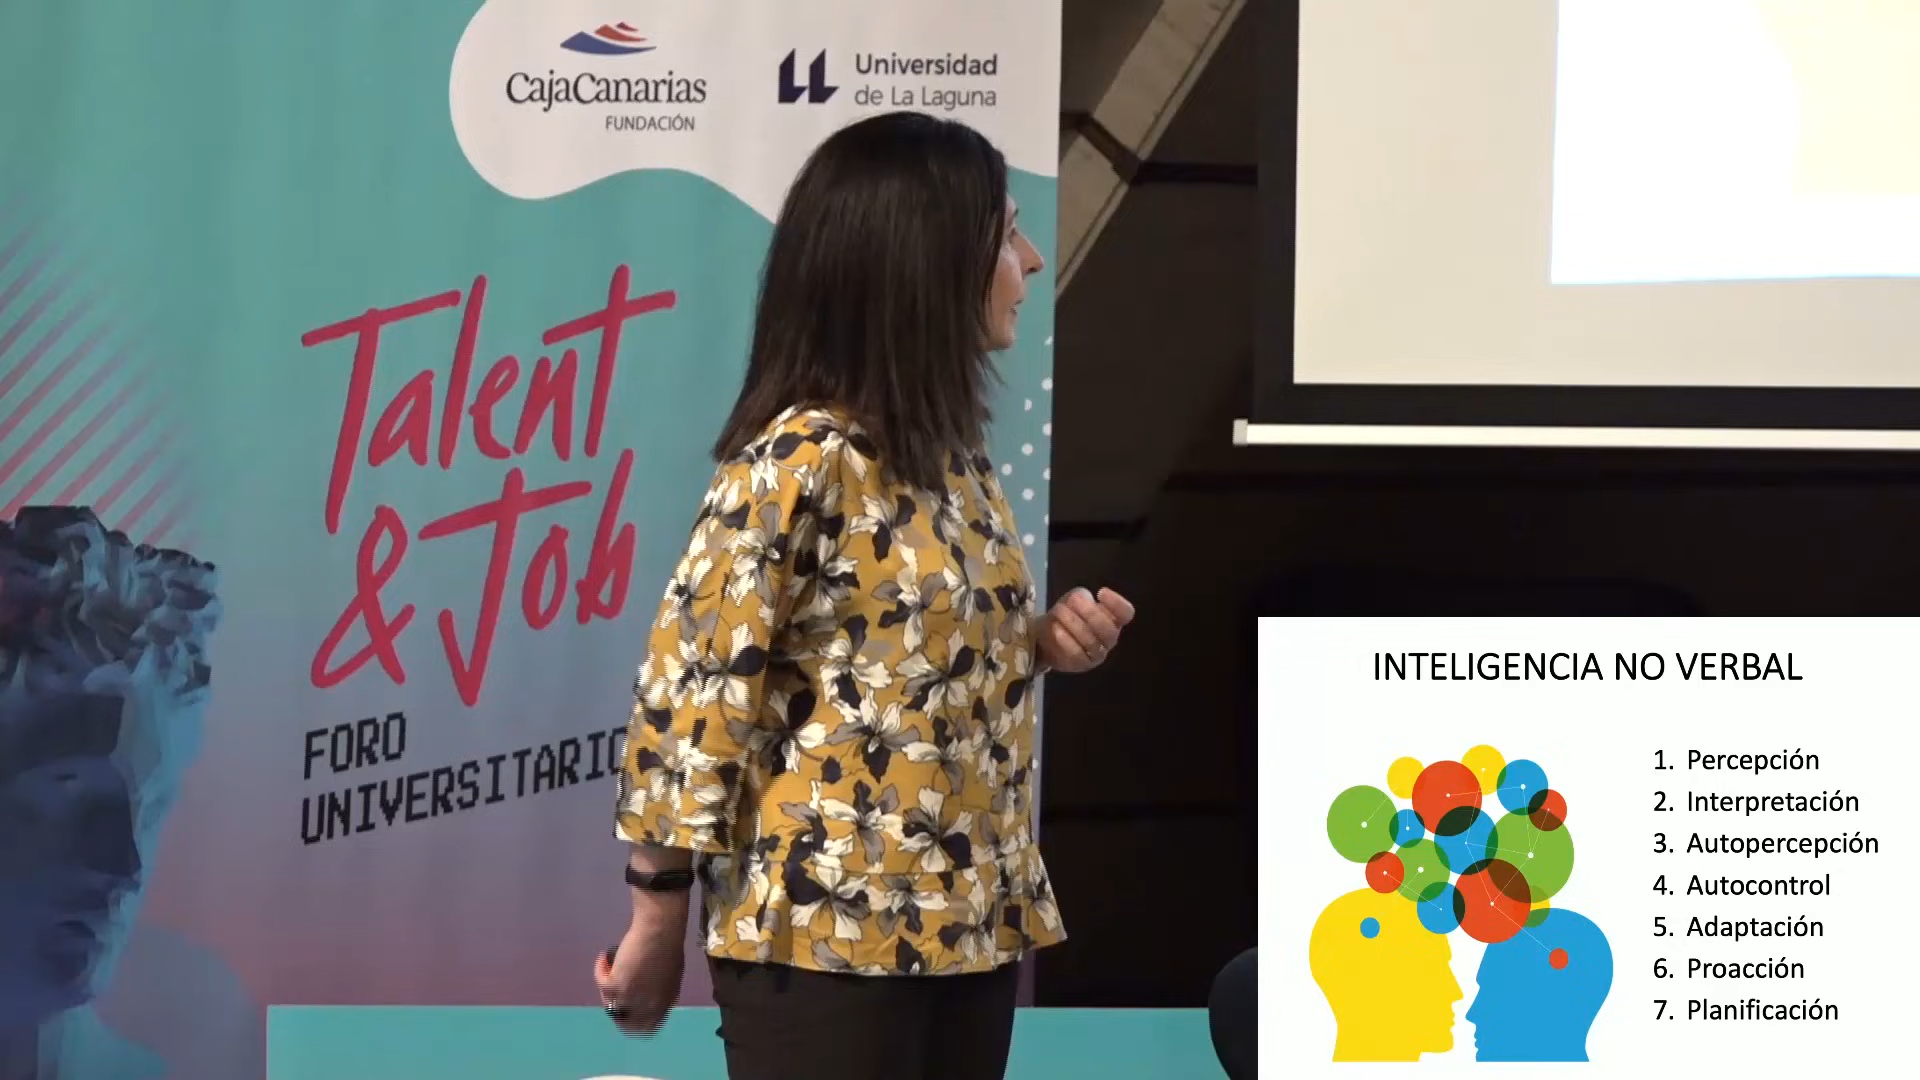 CajaCanarias
FUNDACIÓN
Universidad
de La Laguna
Talent
& Job
FORO
UNIVERSITARIO
INTELIGENCIA NO VERBAL
1. Percepción
2. Interpretación
3. Autopercepción
4. Autocontrol
5. Adaptación
6. Proacción
7. Planificación